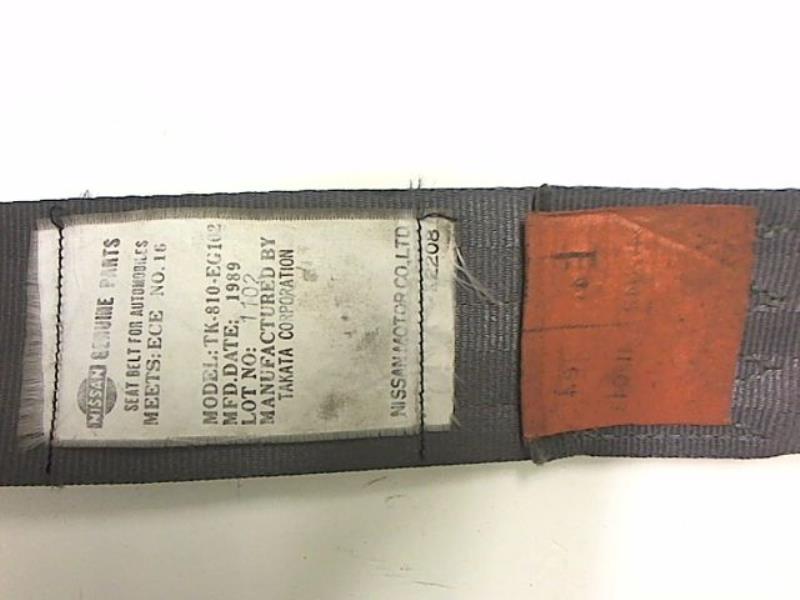 NISSAN GENUINE PARTS
SEAT BELT FOR AUTOMOBILES
MEETS: ECE NO. 16
MODEL: TK-810-EG102
MFD. DATE: 1989
LOT NO: 1102
MANUFACTURED BY
TAKATA CORPORATION
NISSAN MOTOR CO., LTD
2208
E